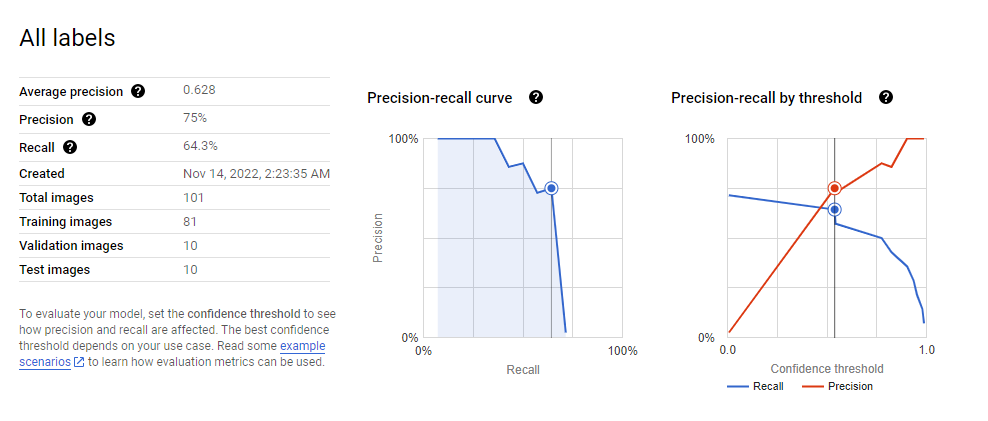 All labels
Average precision ? 0.628
Precision ? 75%
Recall ? 64.3%
Created Nov 14, 2022, 2:23:35 AM
Total images 101
Training images 81
Validation images 10
Test images 10
To evaluate your model, set the confidence threshold to see
how precision and recall are affected. The best confidence
threshold depends on your use case. Read some example
scenarios to learn how evaluation metrics can be used.
Precision-recall curve ?
100%
Precision
0%
0% 100%
Recall
Precision-recall by threshold ?
100%
0%
0.0 1.0
Confidence threshold
Recall Precision